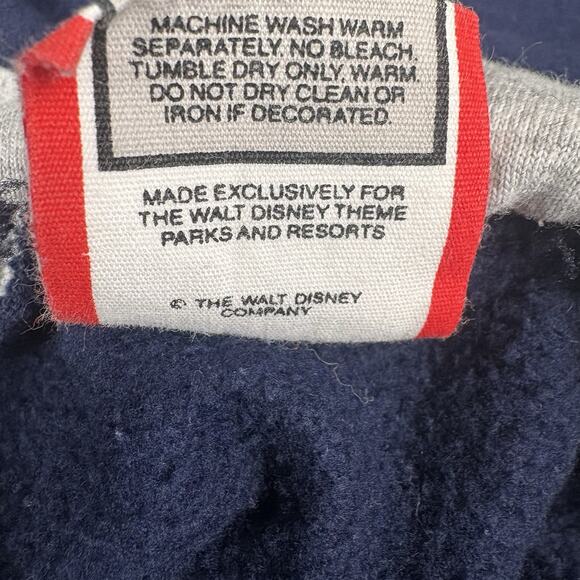 MACHINE WASH WARM
SEPARATELY. NO BLEACH.
TUMBLE DRY ONLY, WARM.
DO NOT DRY CLEAN OR
IRON IF DECORATED.
MADE EXCLUSIVELY FOR
THE WALT DISNEY THEME
PARKS AND RESORTS
© THE WALT DISNEY
COMPANY